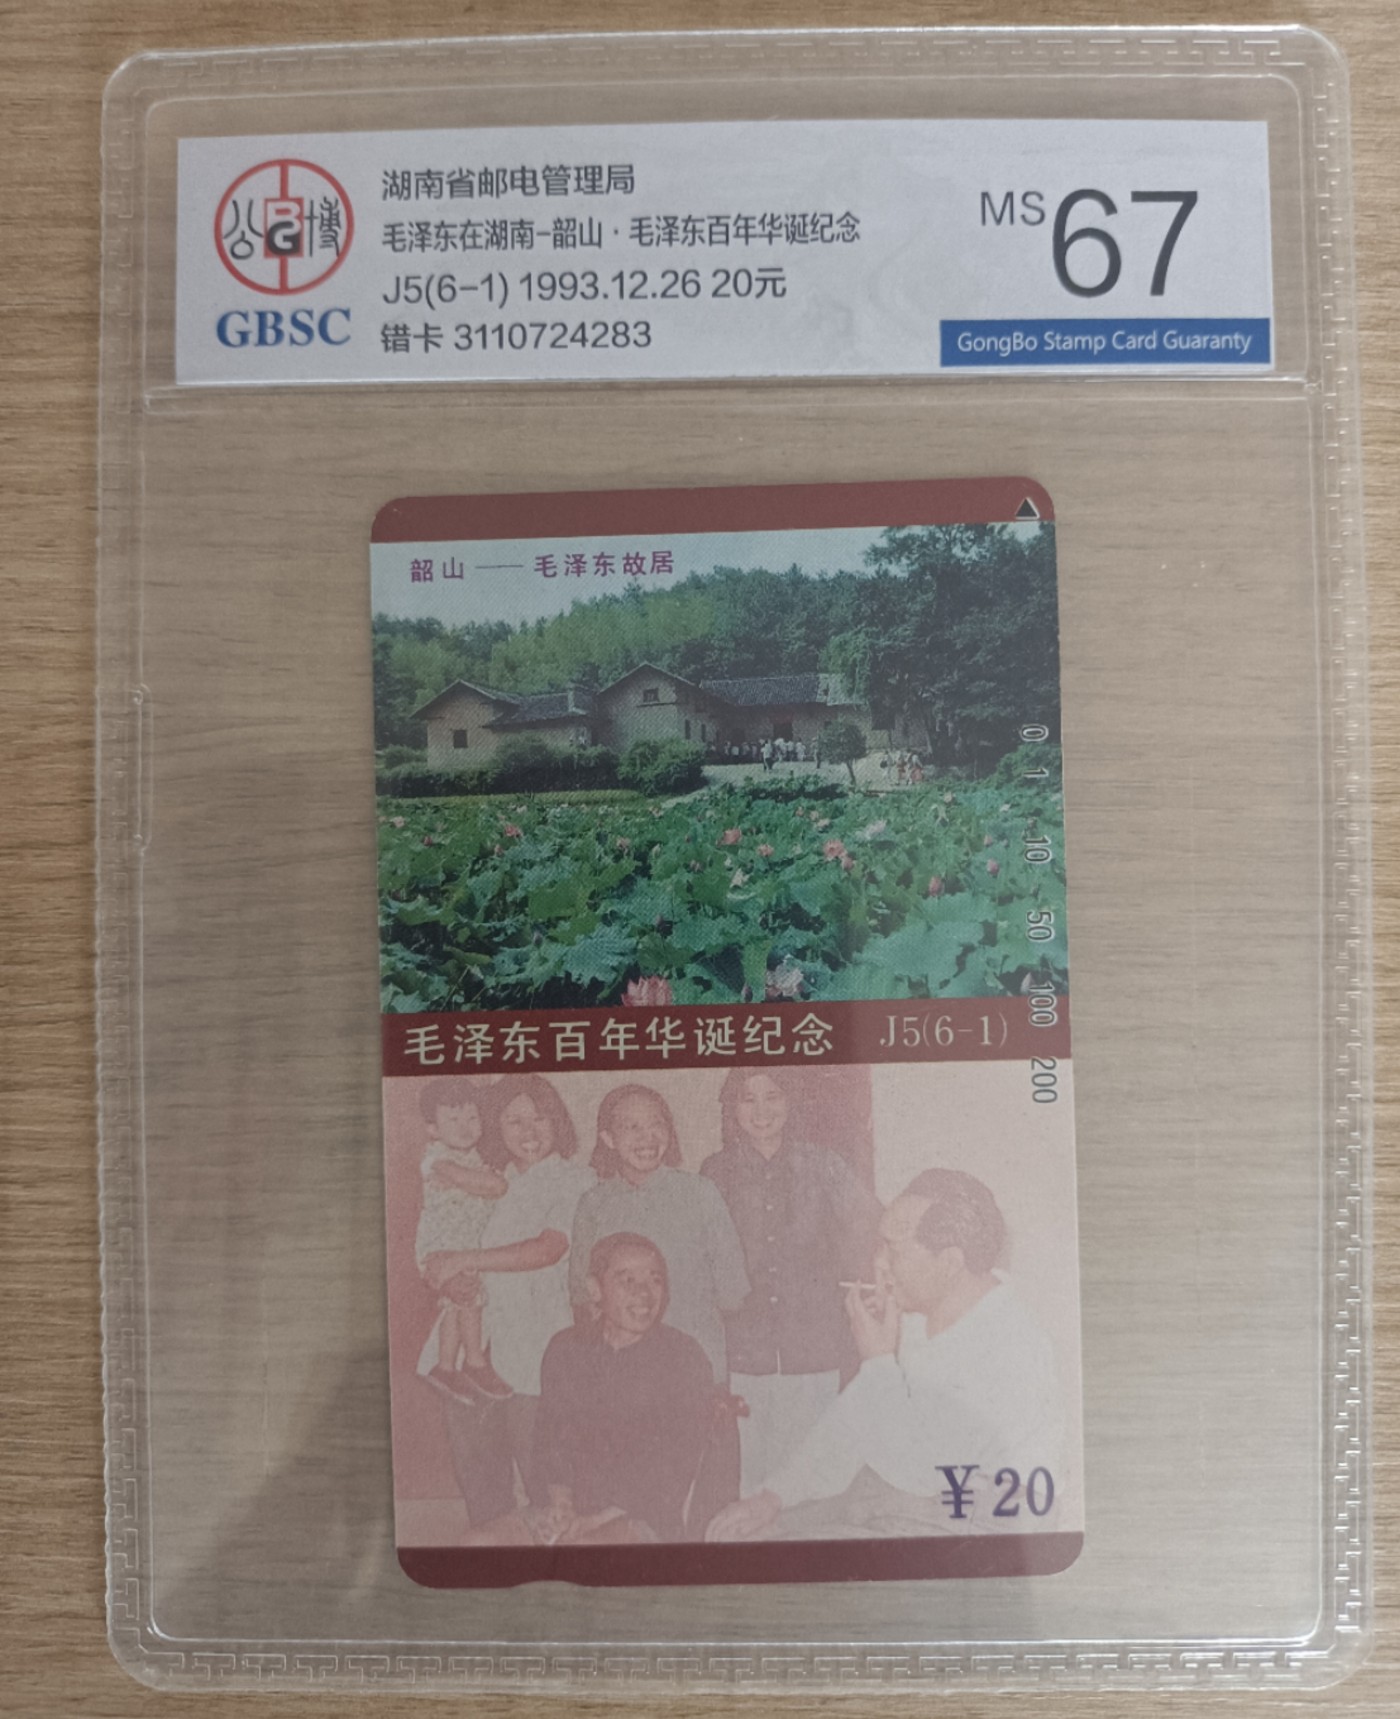 公博
BG
GBSC
湖南省邮电管理局
毛泽东在湖南-韶山·毛泽东百年华诞纪念
J5(6-1) 1993.12.26 20元
错卡 3110724283
MS 67
GongBo Stamp Card Guaranty
韶山——毛泽东故居
0 1 10 50 100 200
毛泽东百年华诞纪念 J5(6-1)
¥20